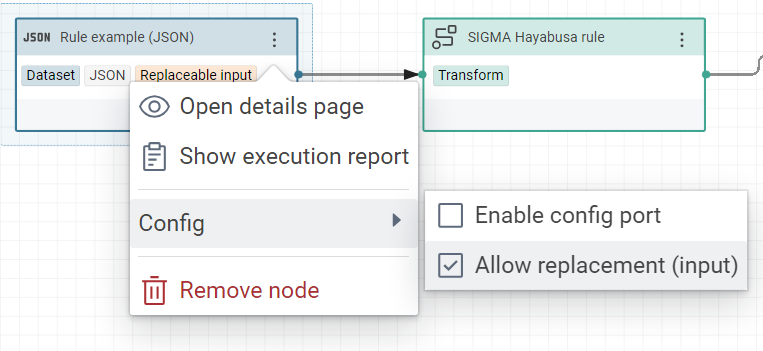 JSON Rule example (JSON)
SIGMA Hayabusa rule
Dataset JSON Replaceable input
Transform
Open details page
Show execution report
Config
Enable config port
Allow replacement (input)
Remove node